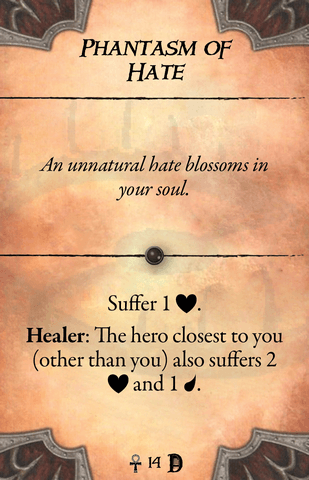 PHANTASM OF
HATE
An unnatural hate blossoms in
your soul.
Suffer 1 ♥.
Healer: The hero closest to you
(other than you) also suffers 2
♥ and 1 .
14